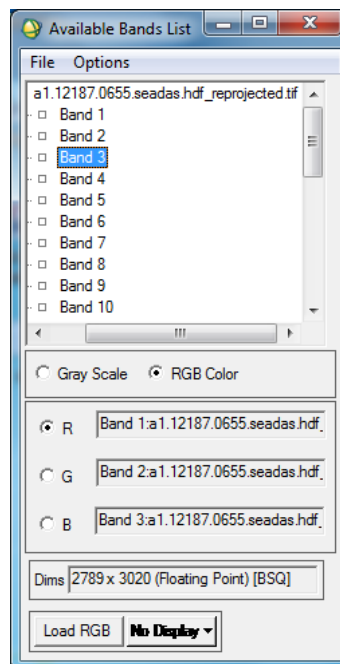 Available Bands List
File Options
a1.12187.0655.seadas.hdf_reprojected.tif
Band 1
Band 2
Band 3
Band 4
Band 5
Band 6
Band 7
Band 8
Band 9
Band 10
Gray Scale RGB Color
R Band 1:a1.12187.0655.seadas.hdf_
G Band 2:a1.12187.0655.seadas.hdf_
B Band 3:a1.12187.0655.seadas.hdf_
Dims 2789 x 3020 (Floating Point) [BSQ]
Load RGB No Display